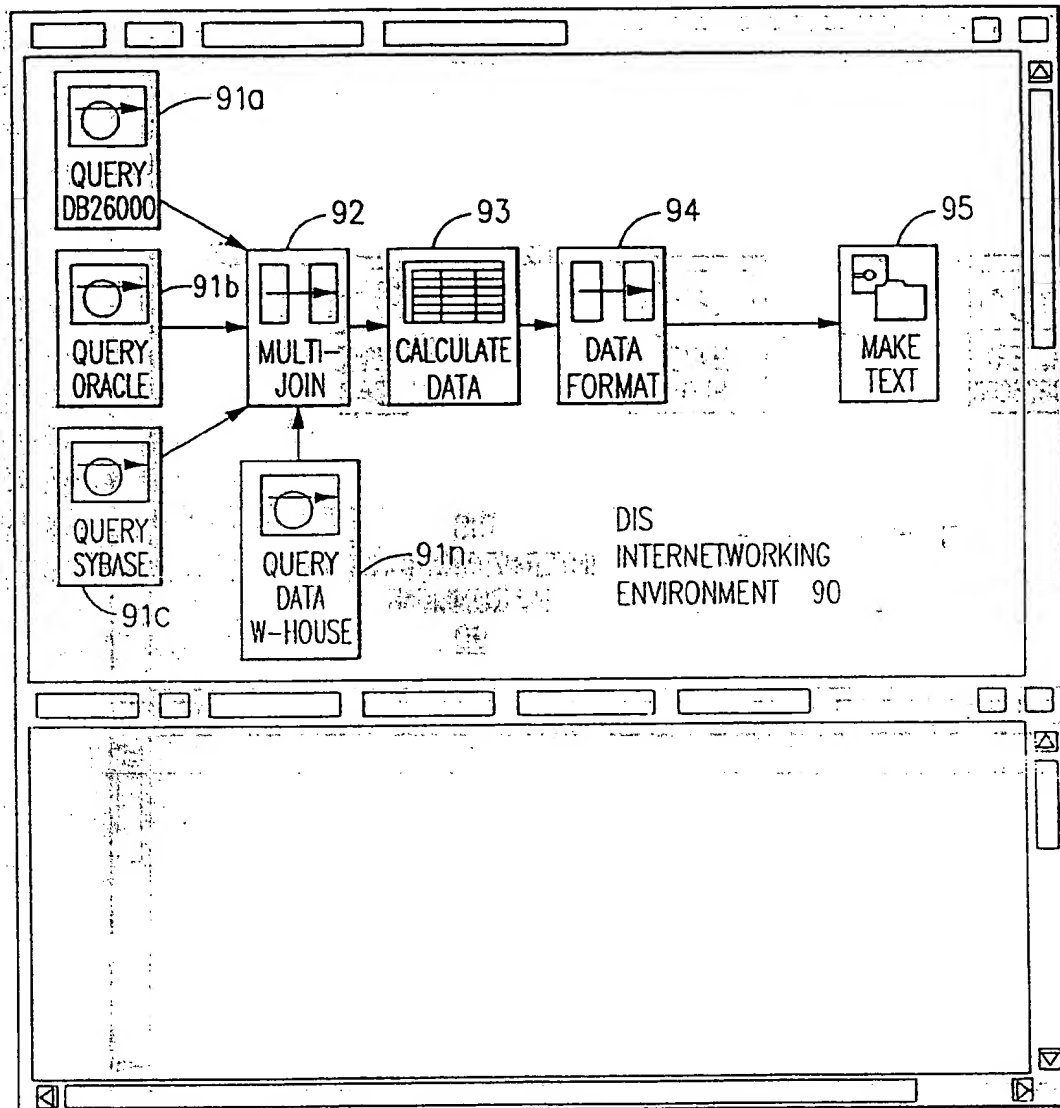 91a
QUERY
DB26000
91b
QUERY
ORACLE
QUERY
SYBASE
91c
92
MULTI-
JOIN
93
CALCULATE
DATA
94
DATA
FORMAT
95
MAKE
TEXT
QUERY
DATA
W-HOUSE
91n
DIS
INTERNETWORKING
ENVIRONMENT 90